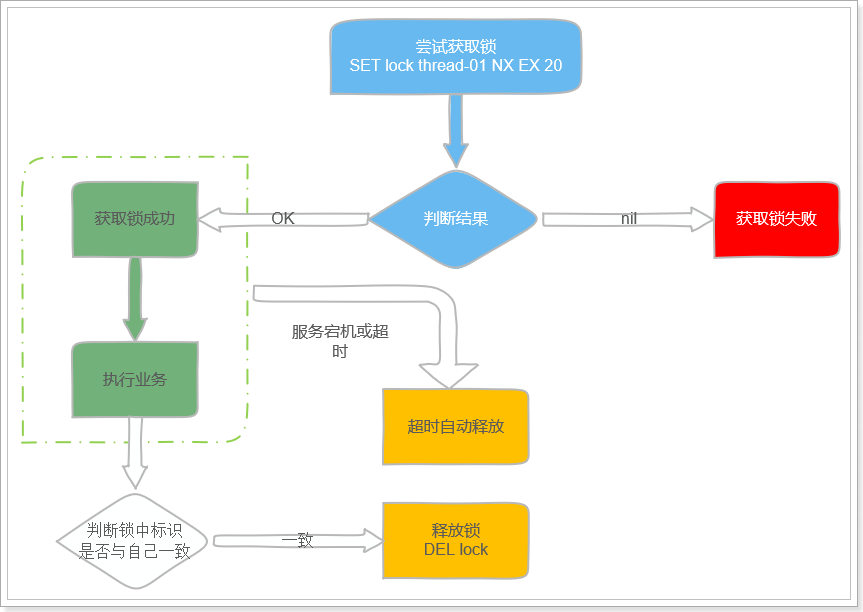 尝试获取锁
SET lock thread-01 NX EX 20
获取锁成功
OK
判断结果
nil
获取锁失败
服务宕机或超
时
执行业务
超时自动释放
判断锁中标识
是否与自己一致
一致
释放锁
DEL lock